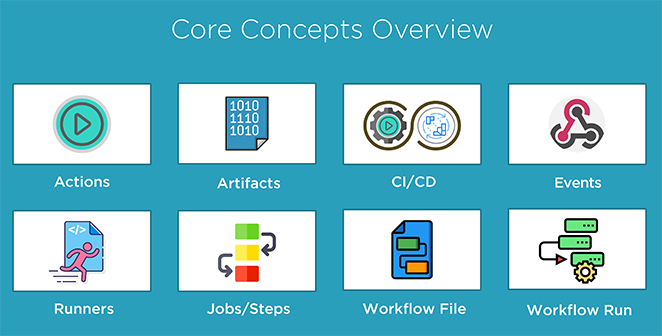 Core Concepts Overview
1010
1110
1010
Actions
Artifacts
CI/CD
Events
</>
Runners
Jobs/Steps
Workflow File
Workflow Run